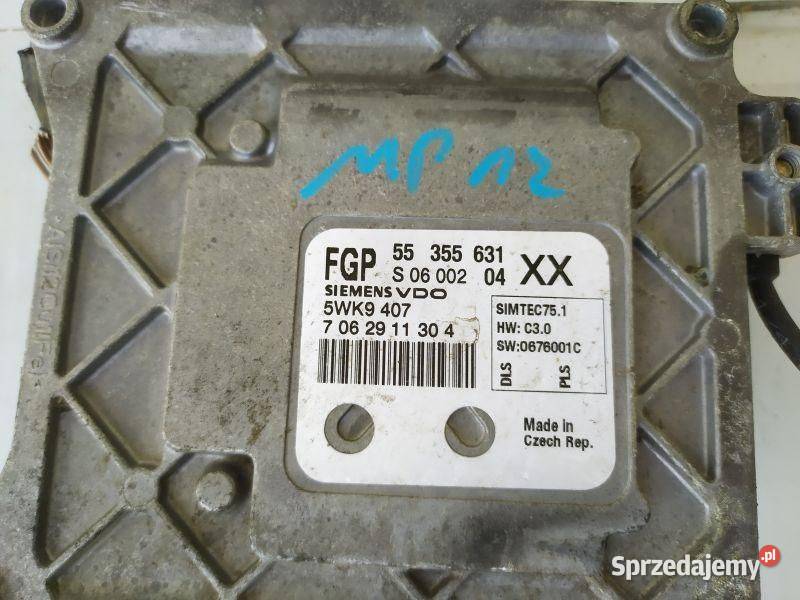 MP 12
FGP 55 355 631 XX
S 06 002 04
SIEMENS VDO
5WK9 407
7 06 29 11 30 4
SIMTEC75.1
HW: C3.0
SW:0676001C
DLS
PLS
Made in
Czech Rep.
Sprzedajemy.pl